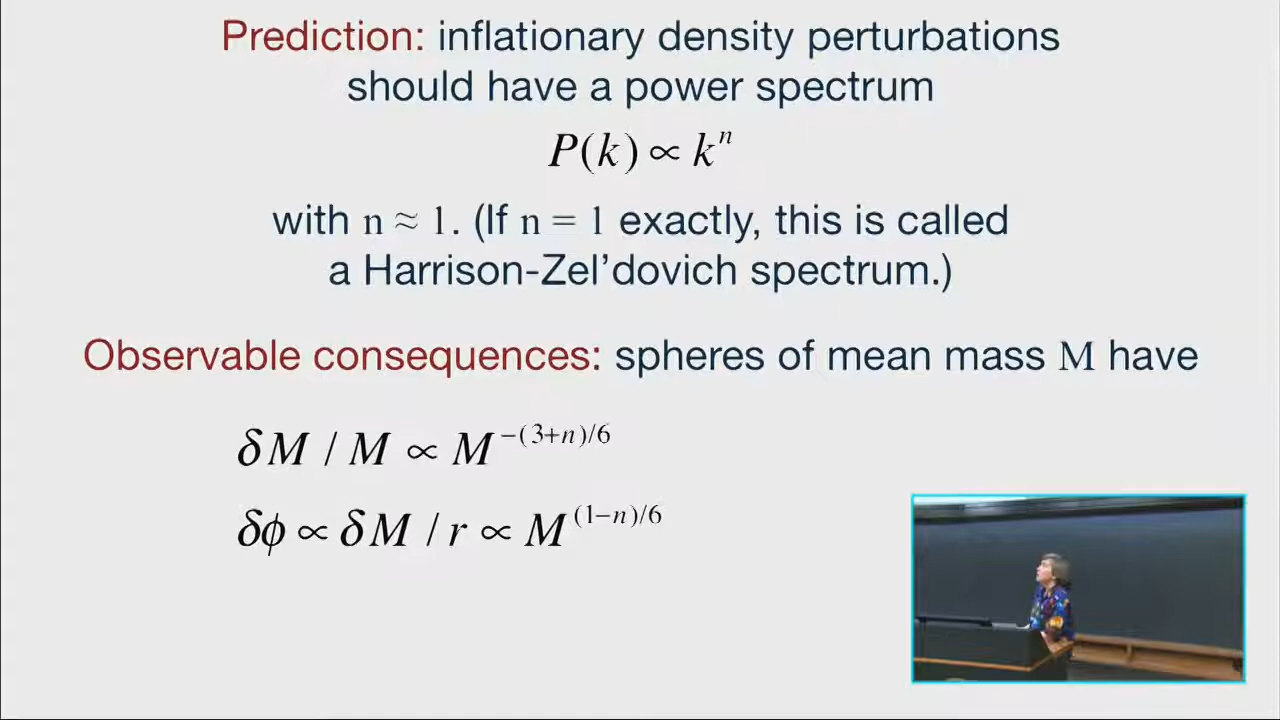 Prediction: inflationary density perturbations
should have a power spectrum
P(k) ∝ kⁿ
with n ≈ 1. (If n = 1 exactly, this is called
a Harrison-Zel’dovich spectrum.)
Observable consequences: spheres of mean mass M have
δM / M ∝ M^{-(3+n)/6}
δϕ ∝ δM / r ∝ M^{(1-n)/6}